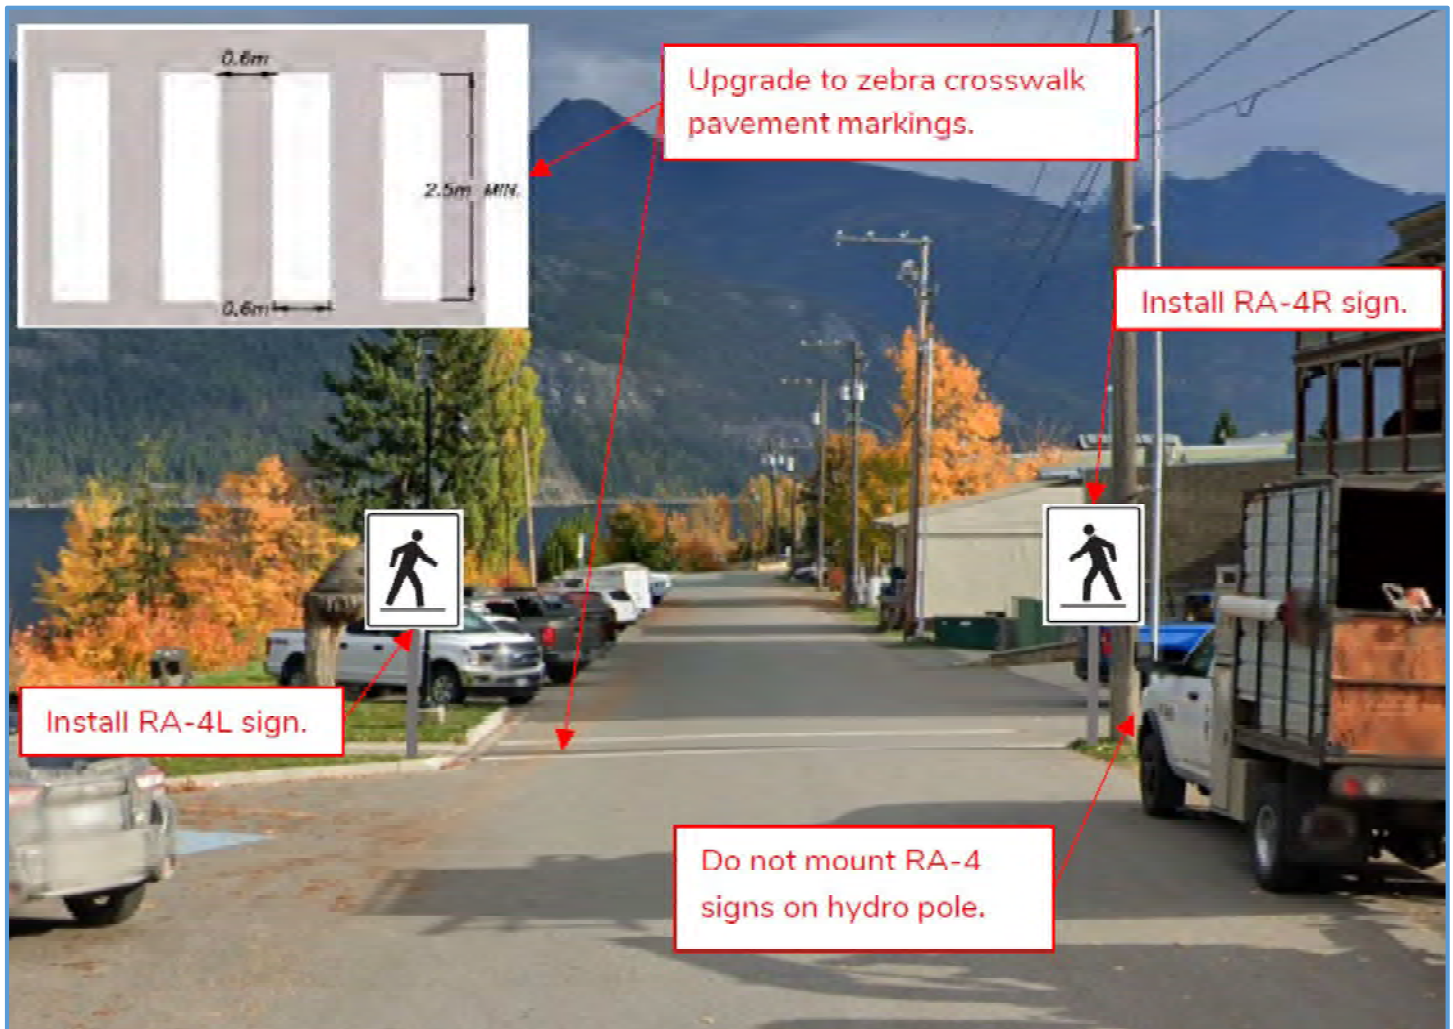 0.6m
2.5m MIN.
0.6m
Upgrade to zebra crosswalk
pavement markings.
Install RA-4R sign.
Install RA-4L sign.
Do not mount RA-4
signs on hydro pole.